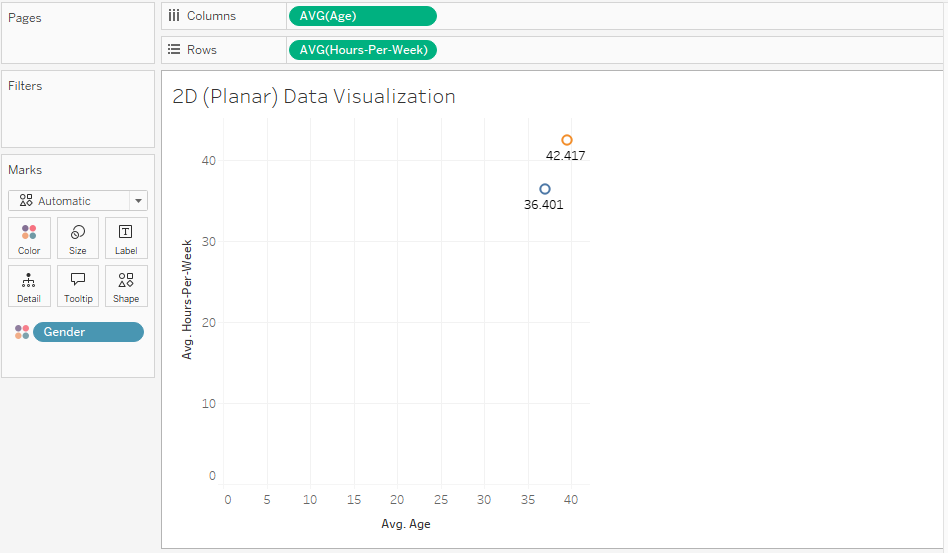 Pages
Columns
AVG(Age)
Rows
AVG(Hours-Per-Week)
Filters
Marks
Automatic
Color
Size
Label
Detail
Tooltip
Shape
Gender
2D (Planar) Data Visualization
42.417
36.401
Avg. Hours-Per-Week
40
30
20
10
0
0 5 10 15 20 25 30 35 40
Avg. Age